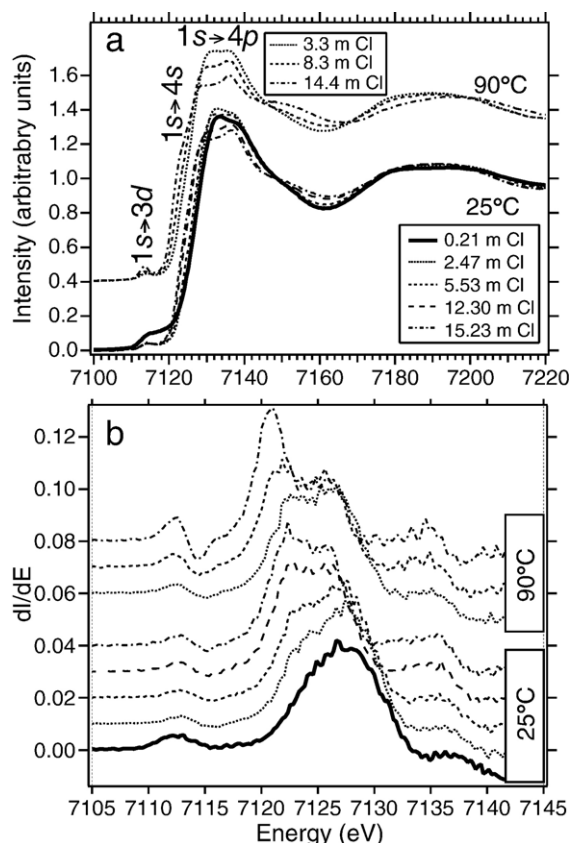 a
1s→3d
1s→4s
1s→4p
3.3 m Cl
8.3 m Cl
14.4 m Cl
90ºC
25ºC
0.21 m Cl
2.47 m Cl
5.53 m Cl
12.30 m Cl
15.23 m Cl
Intensity (arbitrabry units)
1.6
1.4
1.2
1.0
0.8
0.6
0.4
0.2
0.0
7100 7120 7140 7160 7180 7200 7220
b
dI/dE
0.12
0.10
0.08
0.06
0.04
0.02
0.00
90ºC
25ºC
7105 7110 7115 7120 7125 7130 7135 7140 7145
Energy (eV)